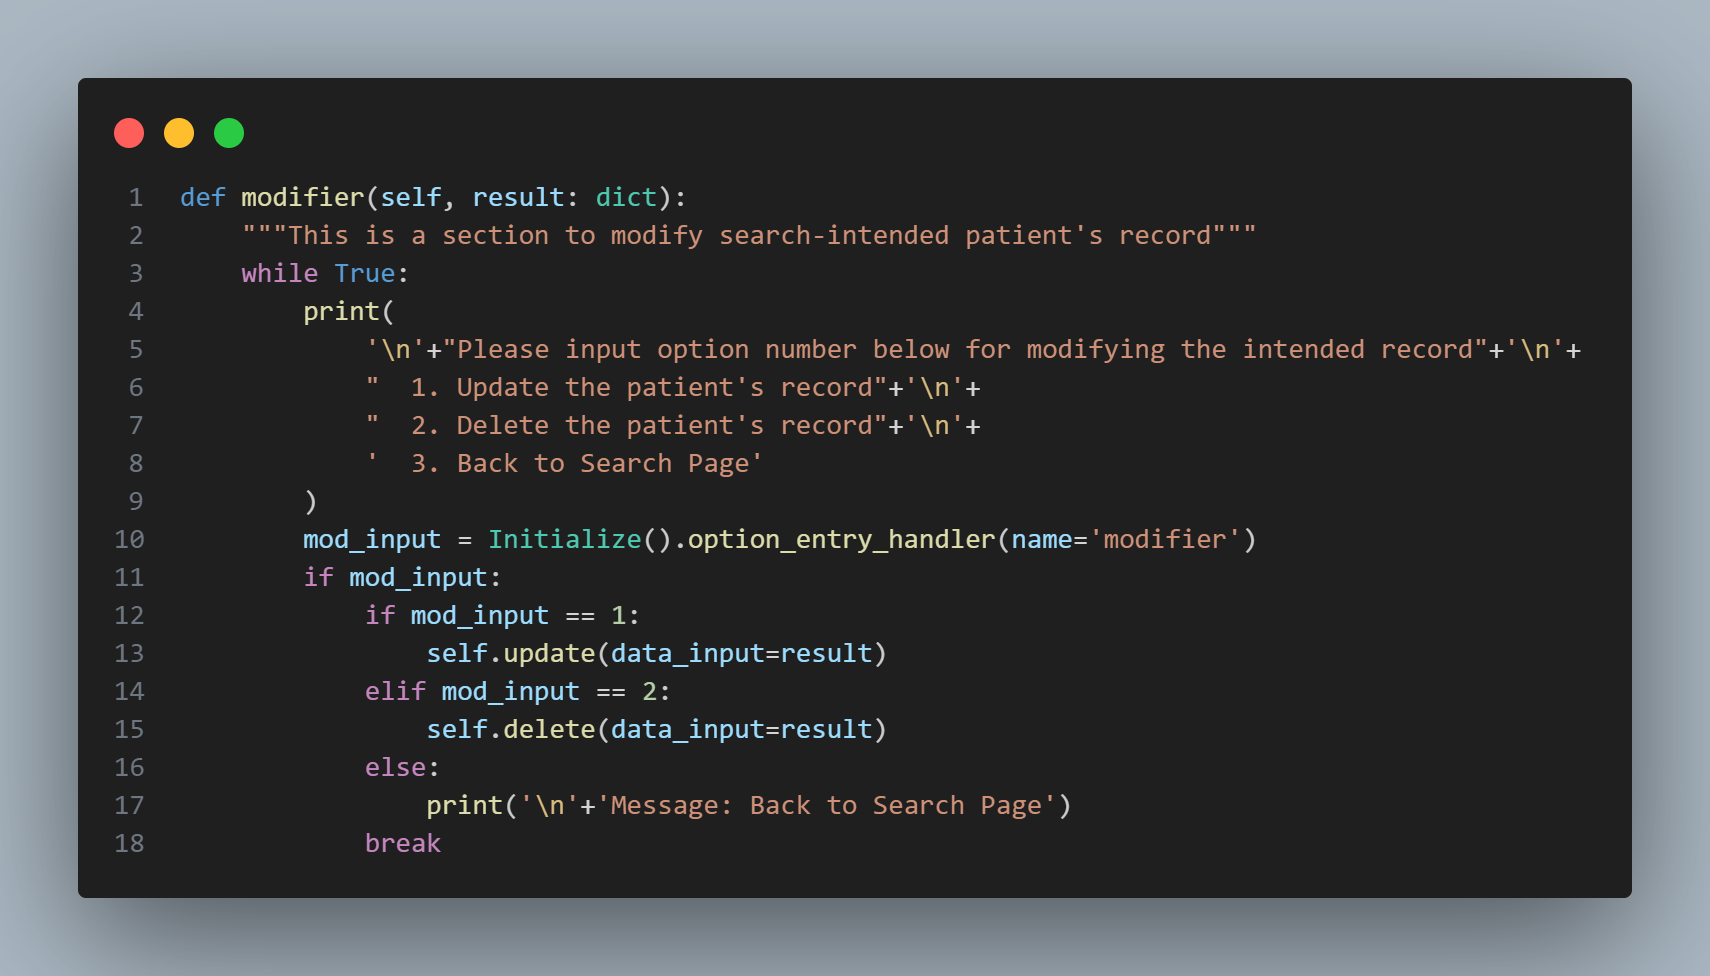 1 def modifier(self, result: dict):
2     """This is a section to modify search-intended patient's record"""
3     while True:
4         print(
5             '\n'+"Please input option number below for modifying the intended record"+'\n'+
6             "  1. Update the patient's record"+'\n'+
7             "  2. Delete the patient's record"+'\n'+
8             '  3. Back to Search Page'
9         )
10         mod_input = Initialize().option_entry_handler(name='modifier')
11         if mod_input:
12             if mod_input == 1:
13                 self.update(data_input=result)
14             elif mod_input == 2:
15                 self.delete(data_input=result)
16             else:
17                 print('\n'+'Message: Back to Search Page')
18             break